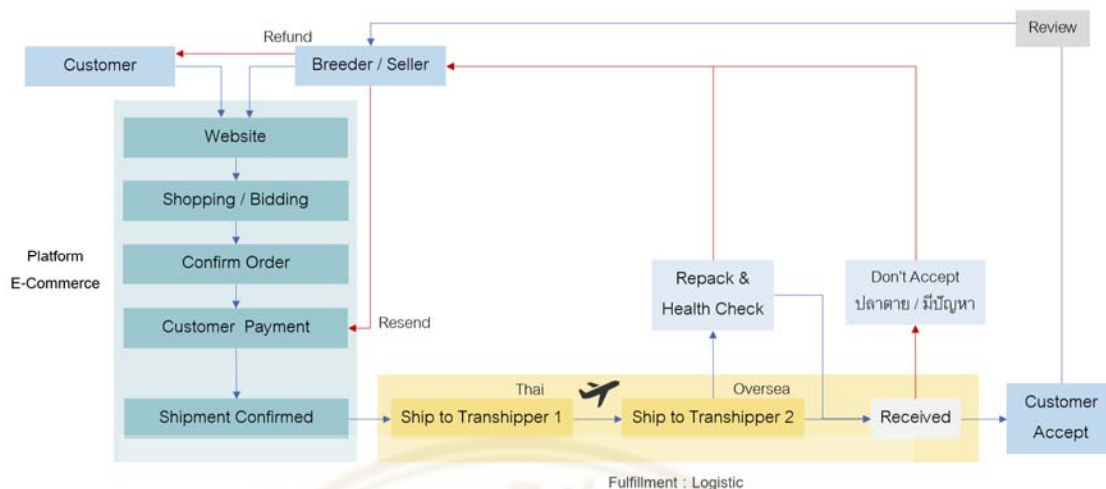 Review
Refund
Customer
Breeder / Seller
Website
Shopping / Bidding
Platform
E-Commerce
Confirm Order
Repack &
Health Check
Don't Accept
ปลาตาย / มีปัญหา
Customer Payment
Resend
Thai
Oversea
Shipment Confirmed
Ship to Transhipper 1
Ship to Transhipper 2
Received
Customer
Accept
Fulfillment : Logistic